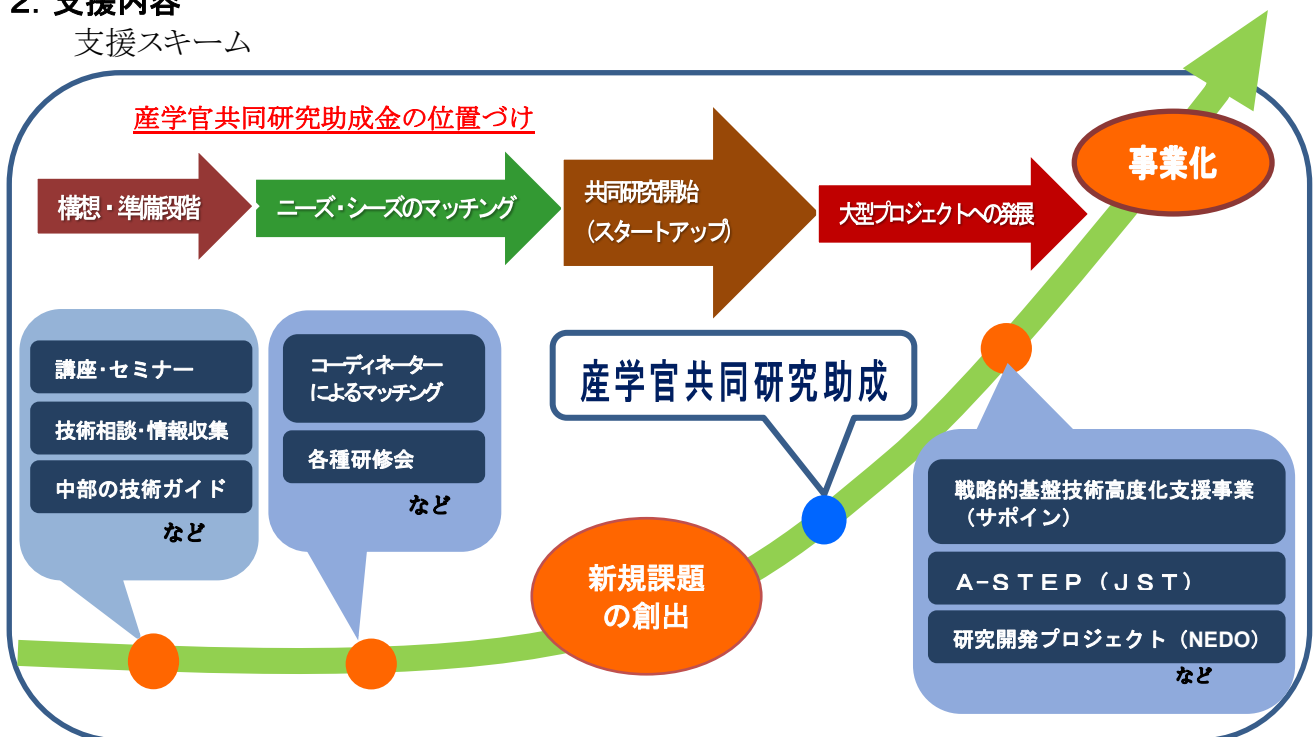 2．支援内容
支援スキーム
産学官共同研究助成金の位置づけ
構想・準備段階
ニーズ・シーズのマッチング
共同研究開始
（スタートアップ）
大型プロジェクトへの発展
事業化
講座・セミナー
技術相談・情報収集
中部の技術ガイド
など
コーディネーター
によるマッチング
各種研修会
など
産学官共同研究助成
新規課題
の創出
戦略的基盤技術高度化支援事業
（サポイン）
A-ＳＴＥＰ（ＪＳＴ）
研究開発プロジェクト（NEDO）
など